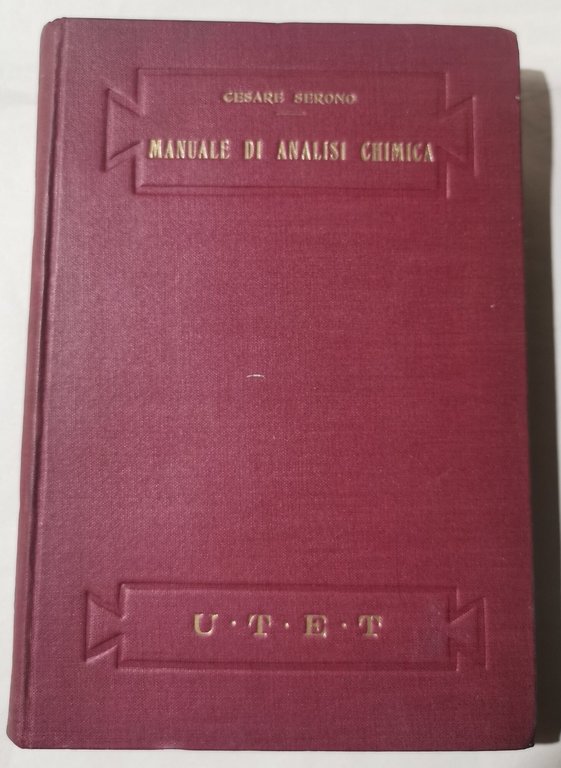 CESARE SERONO
MANUALE DI ANALISI CHIMICA
U · T · E · T